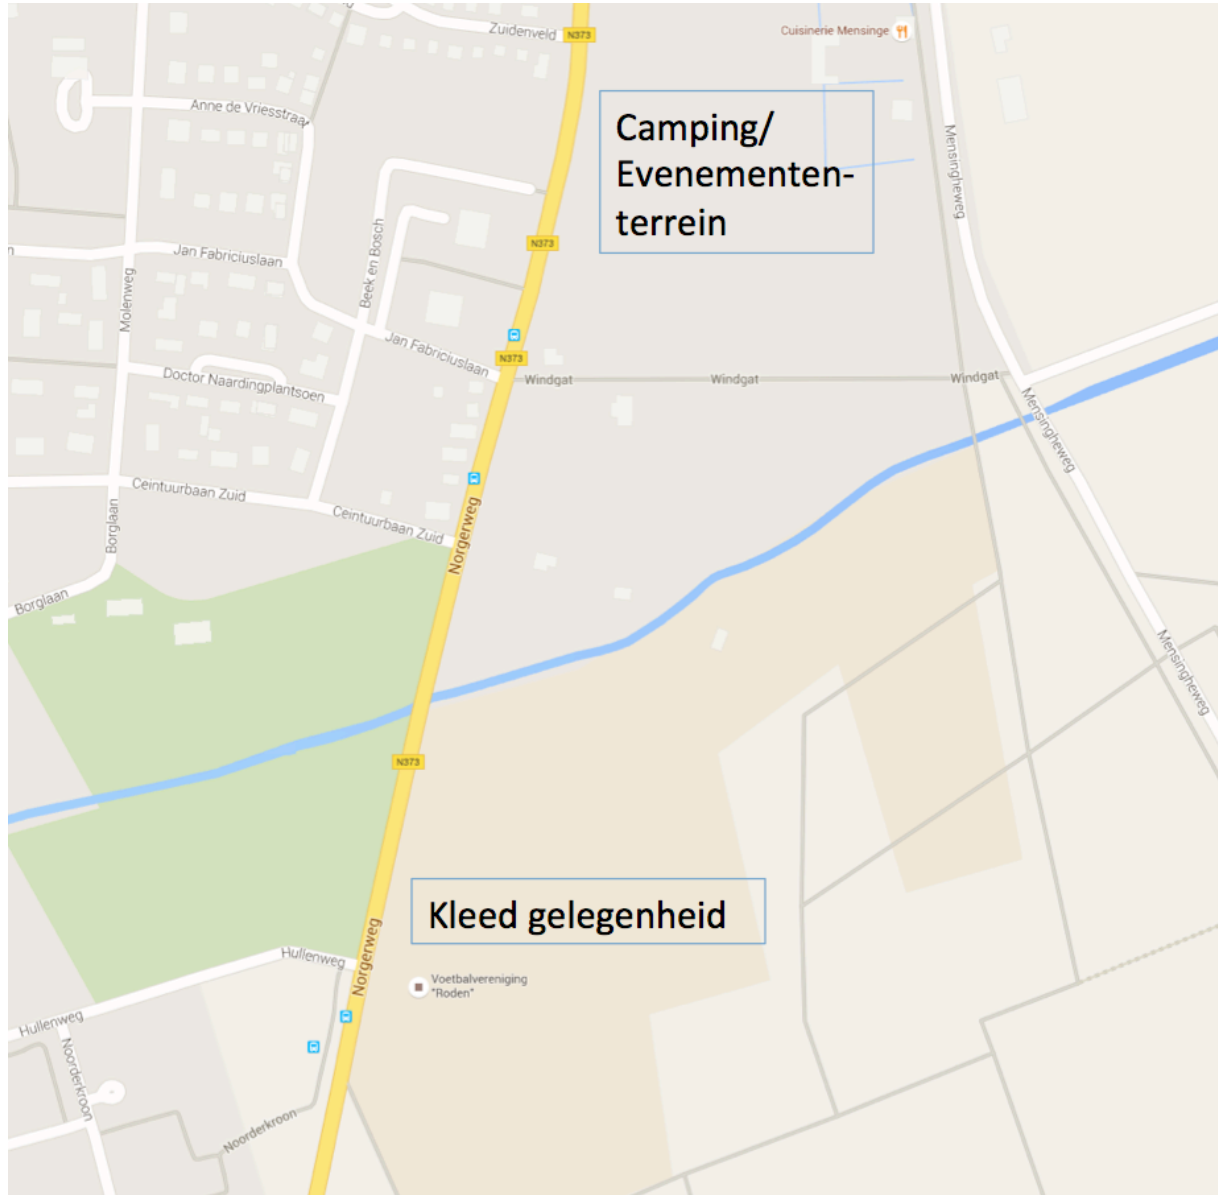 Zuidenveld
N373
Cuisinerie Mensinge
Anne de Vriesstraat
Camping/
Evenementen-
terrein
Mensingheweg
Beek en Bosch
N373
Jan Fabriciuslaan
Molenweg
Jan Fabriciuslaan
N373
Windgat
Windgat
Windgat
Doctor Naardingplantsoen
Mensingheweg
Ceintuurbaan Zuid
Ceintuurbaan Zuid
Borglaan
Norgerweg
Borglaan
Mensingheweg
N373
Kleed gelegenheid
Norgerweg
Hullenweg
Voetbalvereniging
"Roden"
Hullenweg
Noorderkroon
Noorderkroon